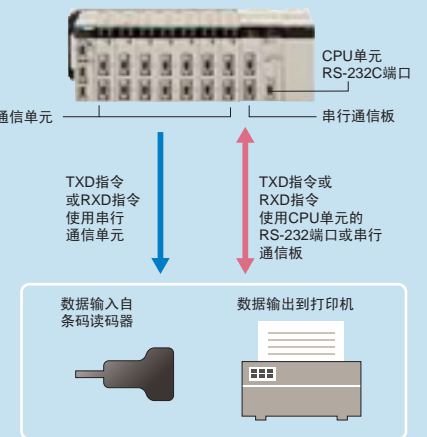 CPU单元
RS-232C端口
通信单元
串行通信板
TXD指令
或RXD指令
使用串行
通信单元
TXD指令或
RXD指令
使用CPU单元的
RS-232端口或串行
通信板
数据输入自
条码读码器
数据输出到打印机